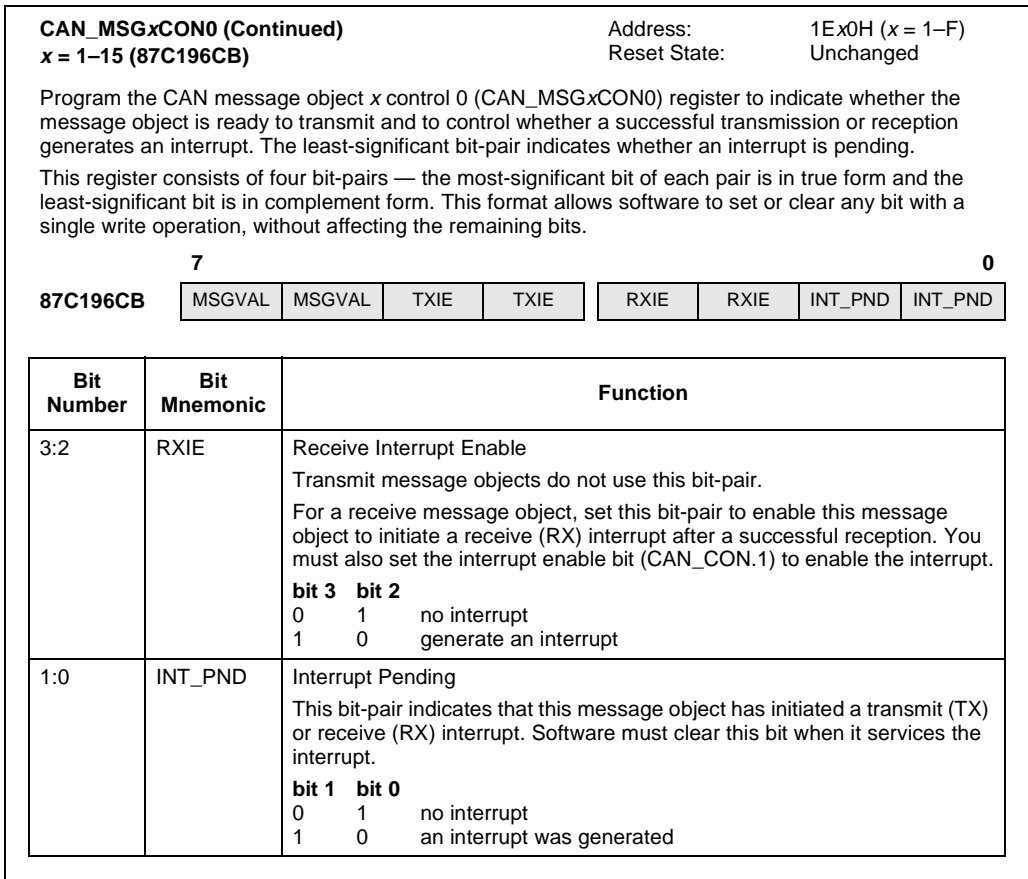 CAN_MSGxCON0 (Continued)
x = 1–15 (87C196CB)
Address: 1Ex0H (x = 1–F)
Reset State: Unchanged
Program the CAN message object x control 0 (CAN_MSGxCON0) register to indicate whether the
message object is ready to transmit and to control whether a successful transmission or reception
generates an interrupt. The least-significant bit-pair indicates whether an interrupt is pending.
This register consists of four bit-pairs — the most-significant bit of each pair is in true form and the
least-significant bit is in complement form. This format allows software to set or clear any bit with a
single write operation, without affecting the remaining bits.
7 0
87C196CB MSGVAL MSGVAL TXIE TXIE RXIE RXIE INT_PND INT_PND
Bit Number Bit Mnemonic Function
3:2 RXIE Receive Interrupt Enable
Transmit message objects do not use this bit-pair.
For a receive message object, set this bit-pair to enable this message
object to initiate a receive (RX) interrupt after a successful reception. You
must also set the interrupt enable bit (CAN_CON.1) to enable the interrupt.
bit 3 bit 2
0 1 no interrupt
1 0 generate an interrupt
1:0 INT_PND Interrupt Pending
This bit-pair indicates that this message object has initiated a transmit (TX)
or receive (RX) interrupt. Software must clear this bit when it services the
interrupt.
bit 1 bit 0
0 1 no interrupt
1 0 an interrupt was generated